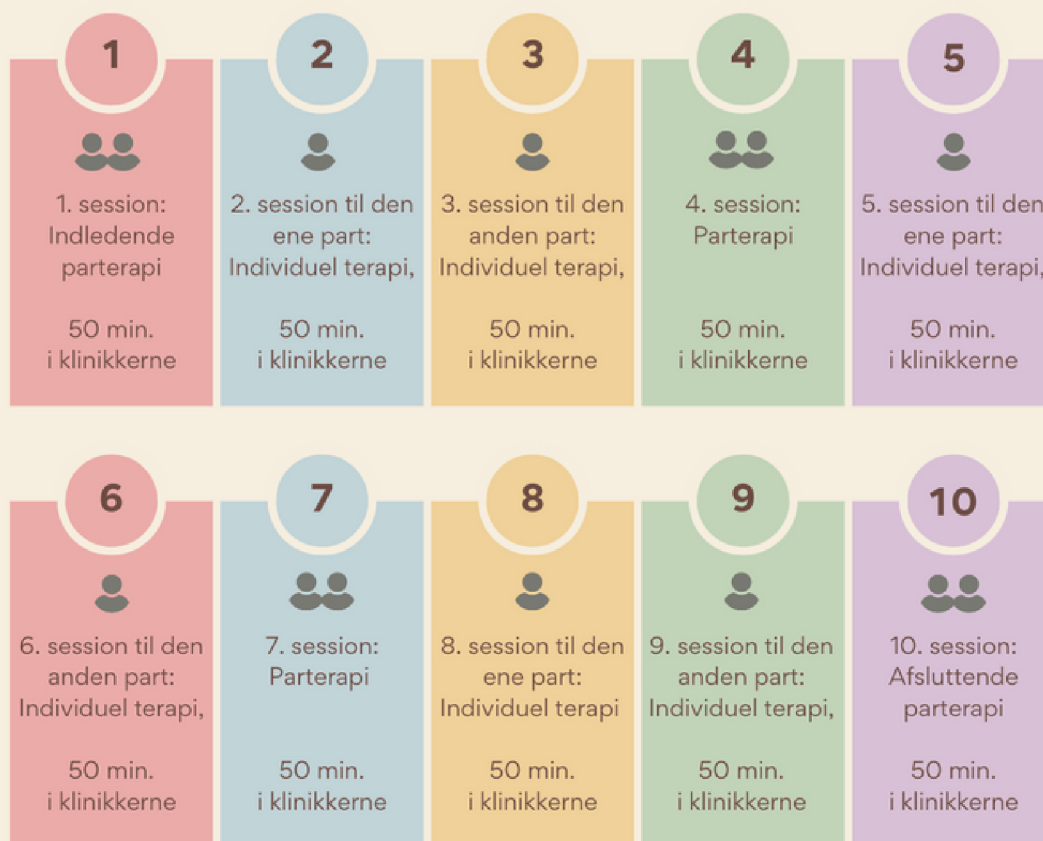 1
1. session:
Indledende
parterapi
50 min.
i klinikkerne
2
2. session til den
ene part:
Individuel terapi,
50 min.
i klinikkerne
3
3. session til den
anden part:
Individuel terapi,
50 min.
i klinikkerne
4
4. session:
Parterapi
50 min.
i klinikkerne
5
5. session til den
ene part:
Individuel terapi,
50 min.
i klinikkerne
6
6. session til den
anden part:
Individuel terapi,
50 min.
i klinikkerne
7
7. session:
Parterapi
50 min.
i klinikkerne
8
8. session til den
ene part:
Individuel terapi
50 min.
i klinikkerne
9
9. session til den
anden part:
Individuel terapi,
50 min.
i klinikkerne
10
10. session:
Afsluttende
parterapi
50 min.
i klinikkerne